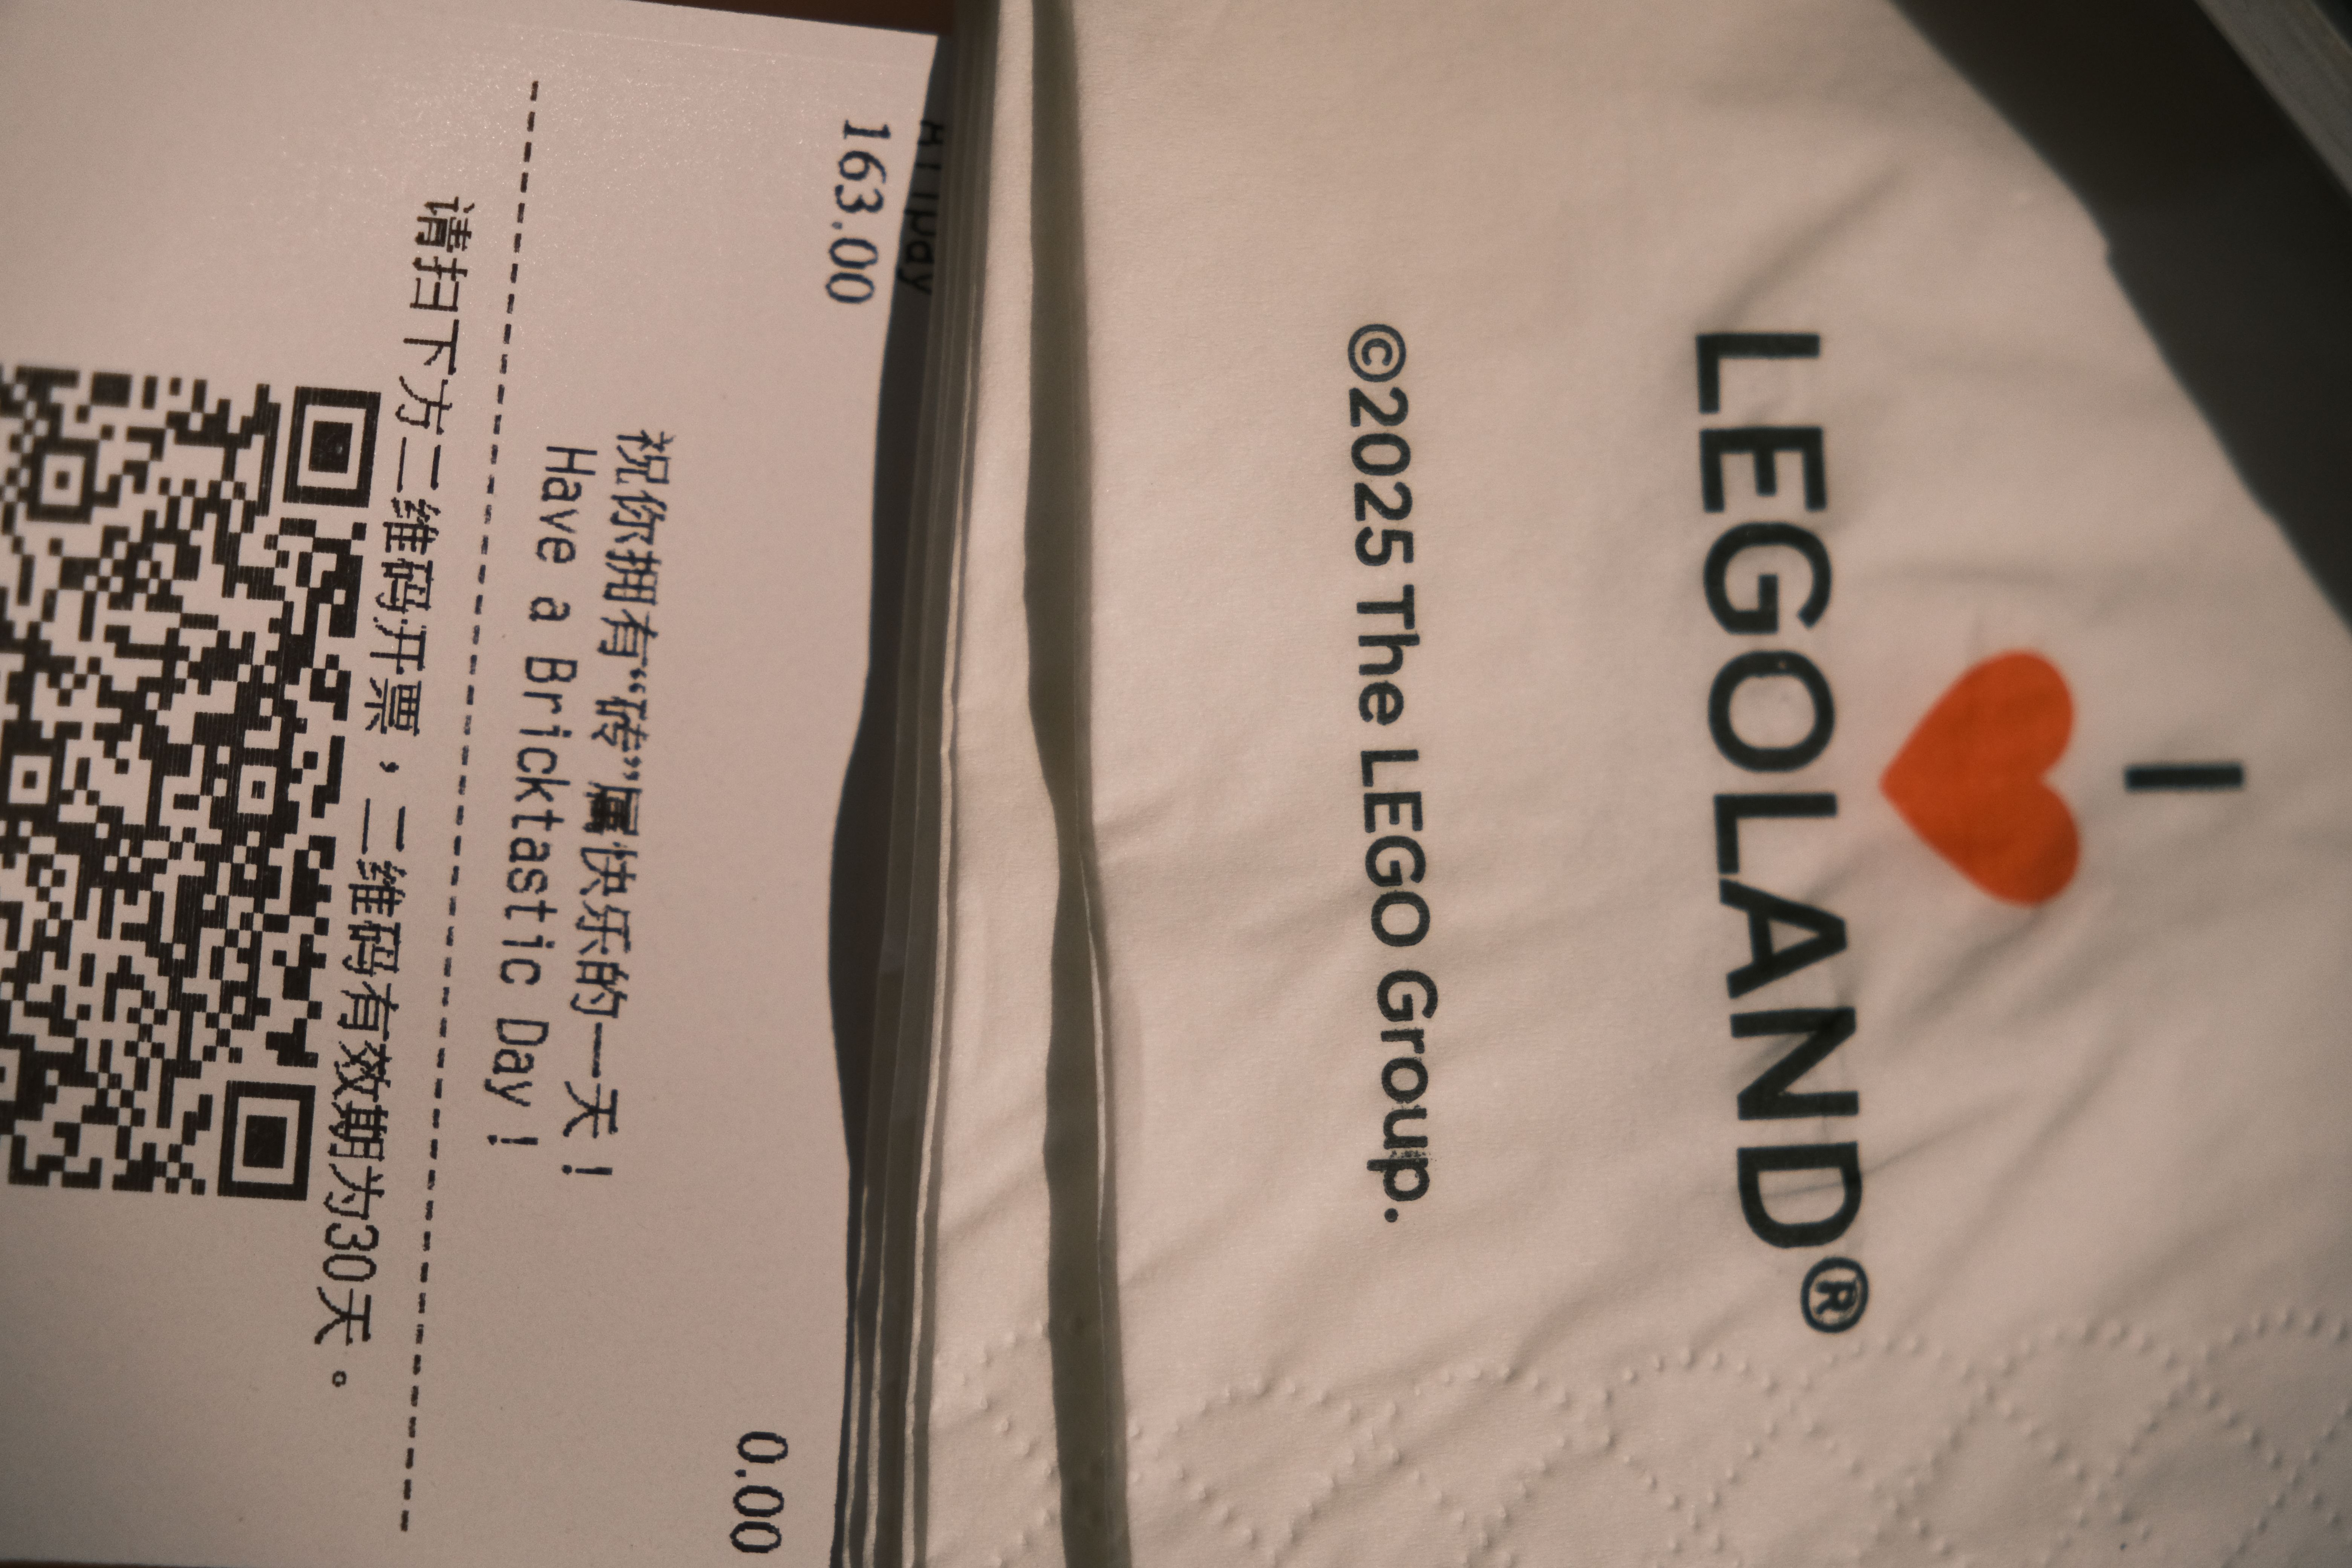 I
LEGOLAND®
©2025 The LEGO Group.
Alipay
163.00 0.00
祝你拥有“砖”属快乐的一天！
Have a Bricktastic Day！
请扫下方二维码开票，二维码有效期为30天。